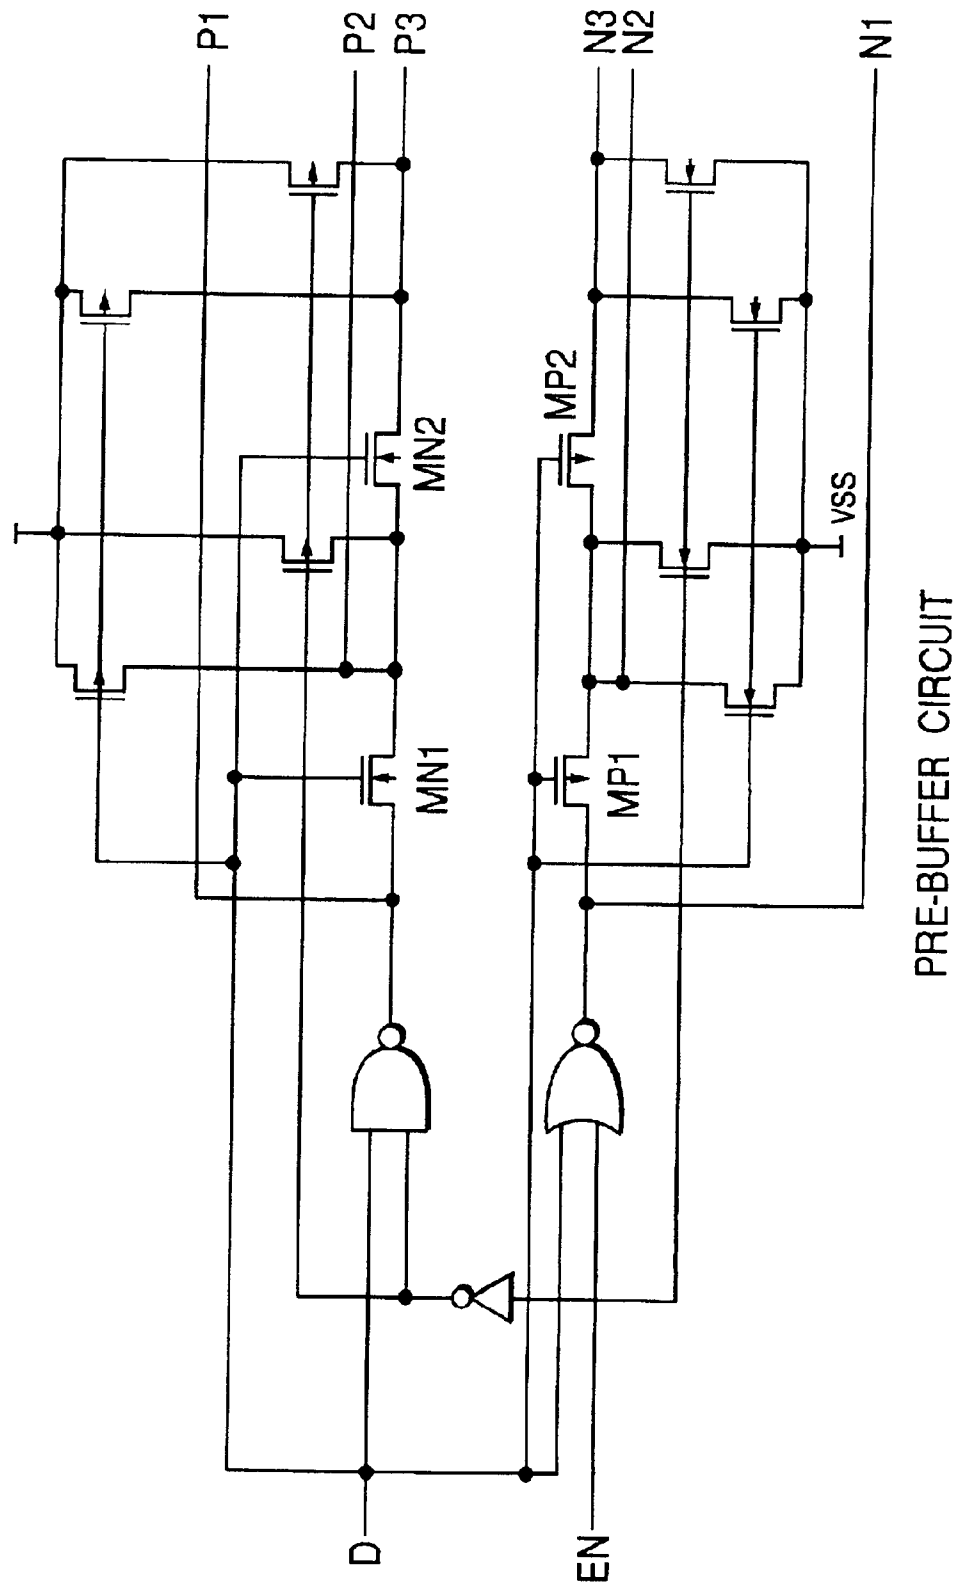 P1
P2
P3
MN2
MN1
D
N3
N2
N1
MP2
MP1
VSS
EN
PRE-BUFFER CIRCUIT